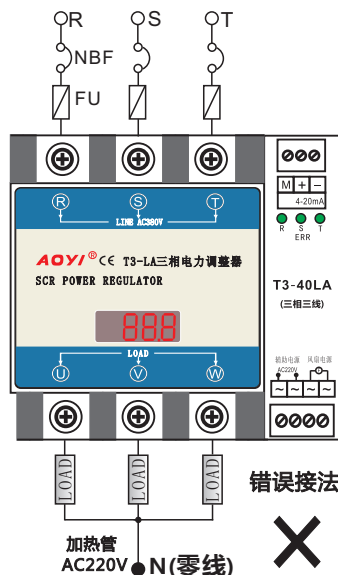 R S T
NBF
FU
R S T
LINE AC380V
M + −
4-20mA
R S T
ERR
AOYI® CE T3-LA三相电力调整器
SCR POWER REGULATOR
T3-40LA
(三相三线)
888
LOAD
U V W
辅助电源 风扇电源
AC220V
~ ~ ~ ~
LOAD LOAD LOAD
错误接法
加热管
AC220V N(零线)